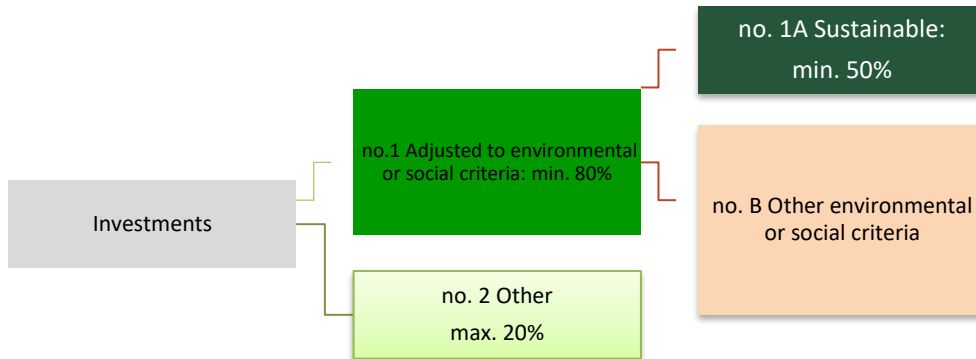 no. 1A Sustainable:
min. 50%
no.1 Adjusted to environmental
or social criteria: min. 80%
Investments
no. B Other environmental
or social criteria
no. 2 Other
max. 20%